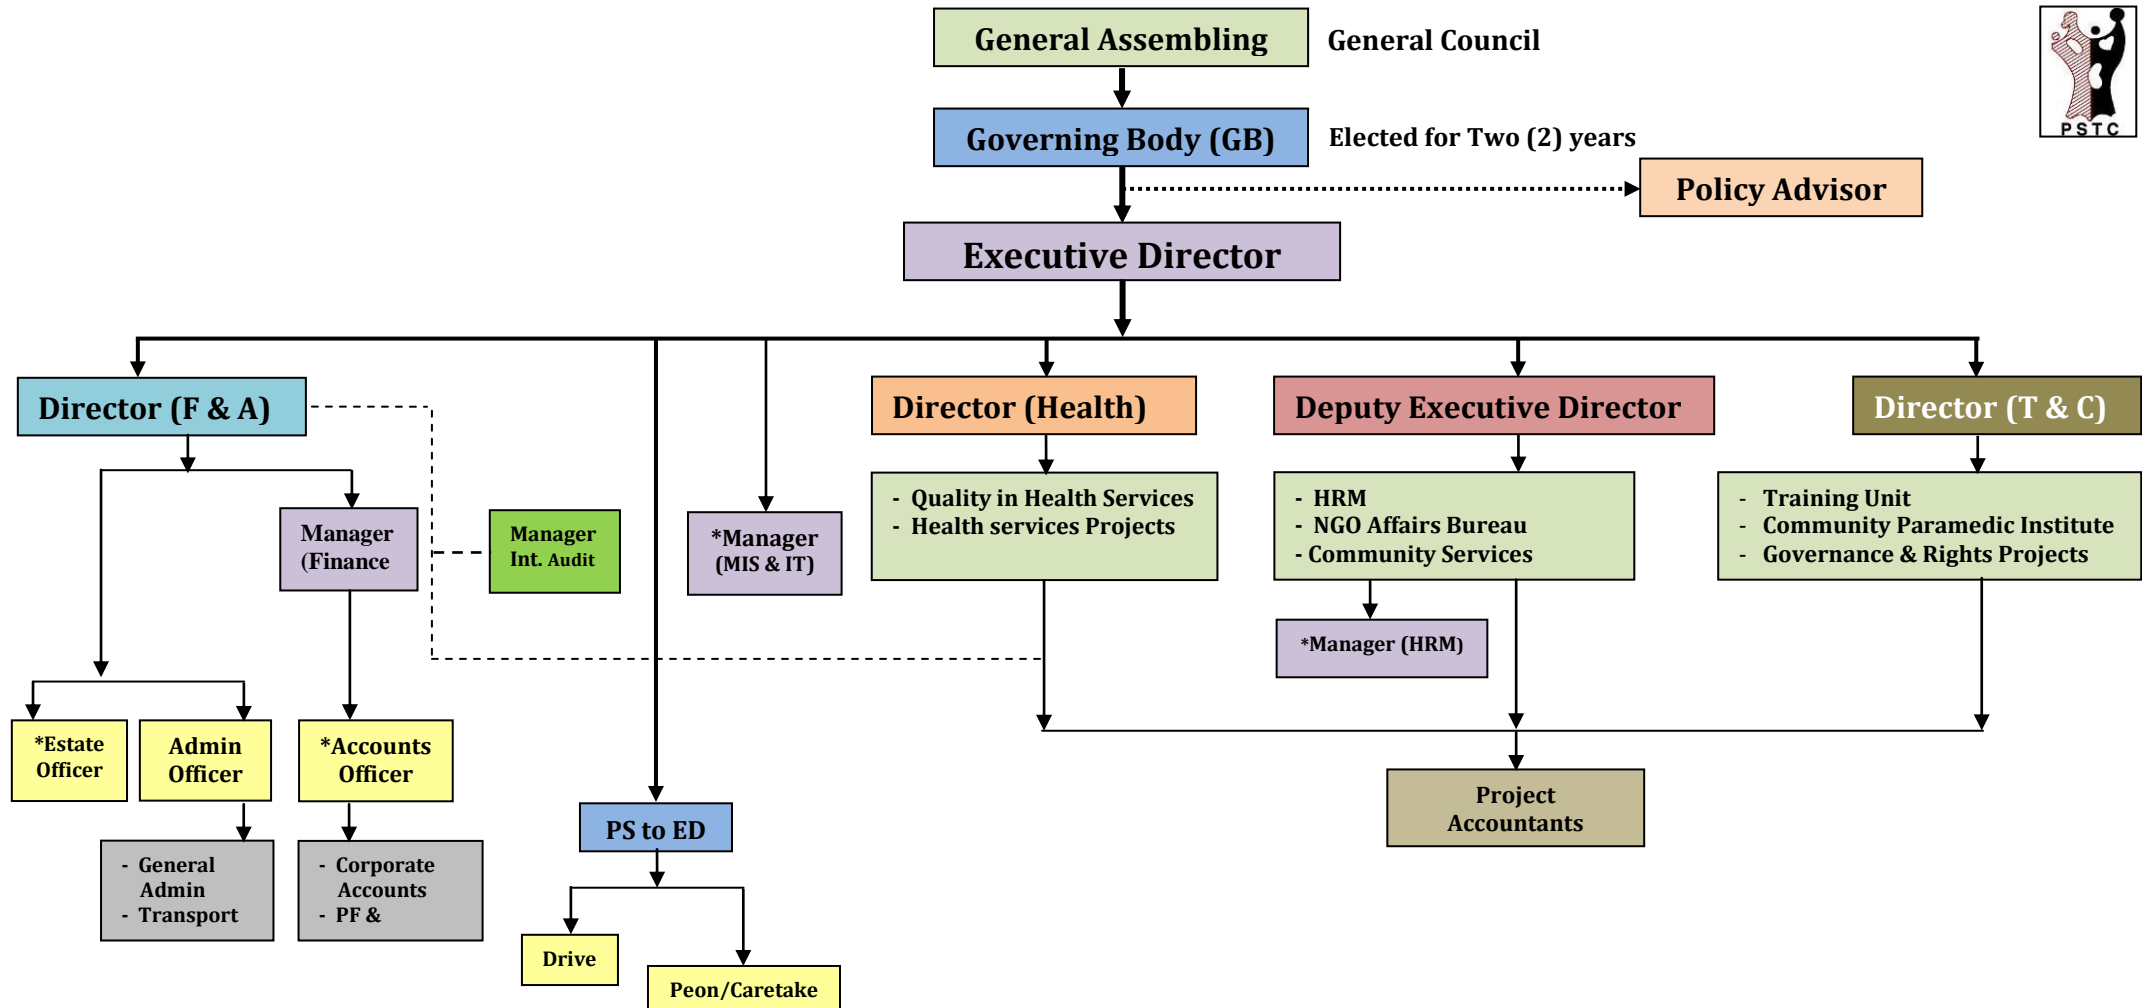 General Assembling
General Council
PSTC
Governing Body (GB)
Elected for Two (2) years
Policy Advisor
Executive Director
Director (F & A)
Director (Health)
Deputy Executive Director
Director (T & C)
- Quality in Health Services
- Health services Projects
- HRM
- NGO Affairs Bureau
- Community Services
- Training Unit
- Community Paramedic Institute
- Governance & Rights Projects
Manager
(Finance
Manager
Int. Audit
*Manager
(MIS & IT)
*Manager (HRM)
*Estate
Officer
Admin
Officer
*Accounts
Officer
Project
Accountants
PS to ED
- General
Admin
- Transport
- Corporate
Accounts
- PF &
Drive
Peon/Caretake